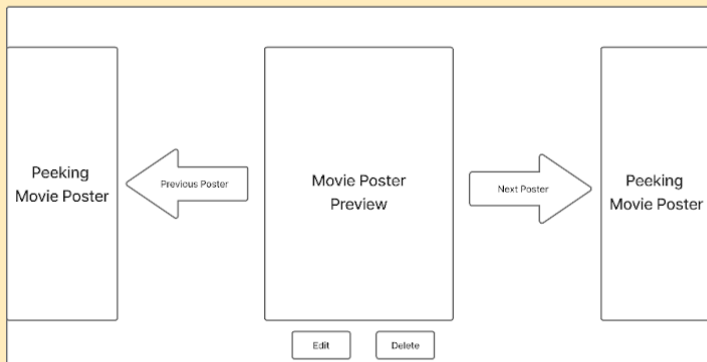 Peeking
Movie Poster
Previous Poster
Movie Poster
Preview
Next Poster
Peeking
Movie Poster
Edit
Delete